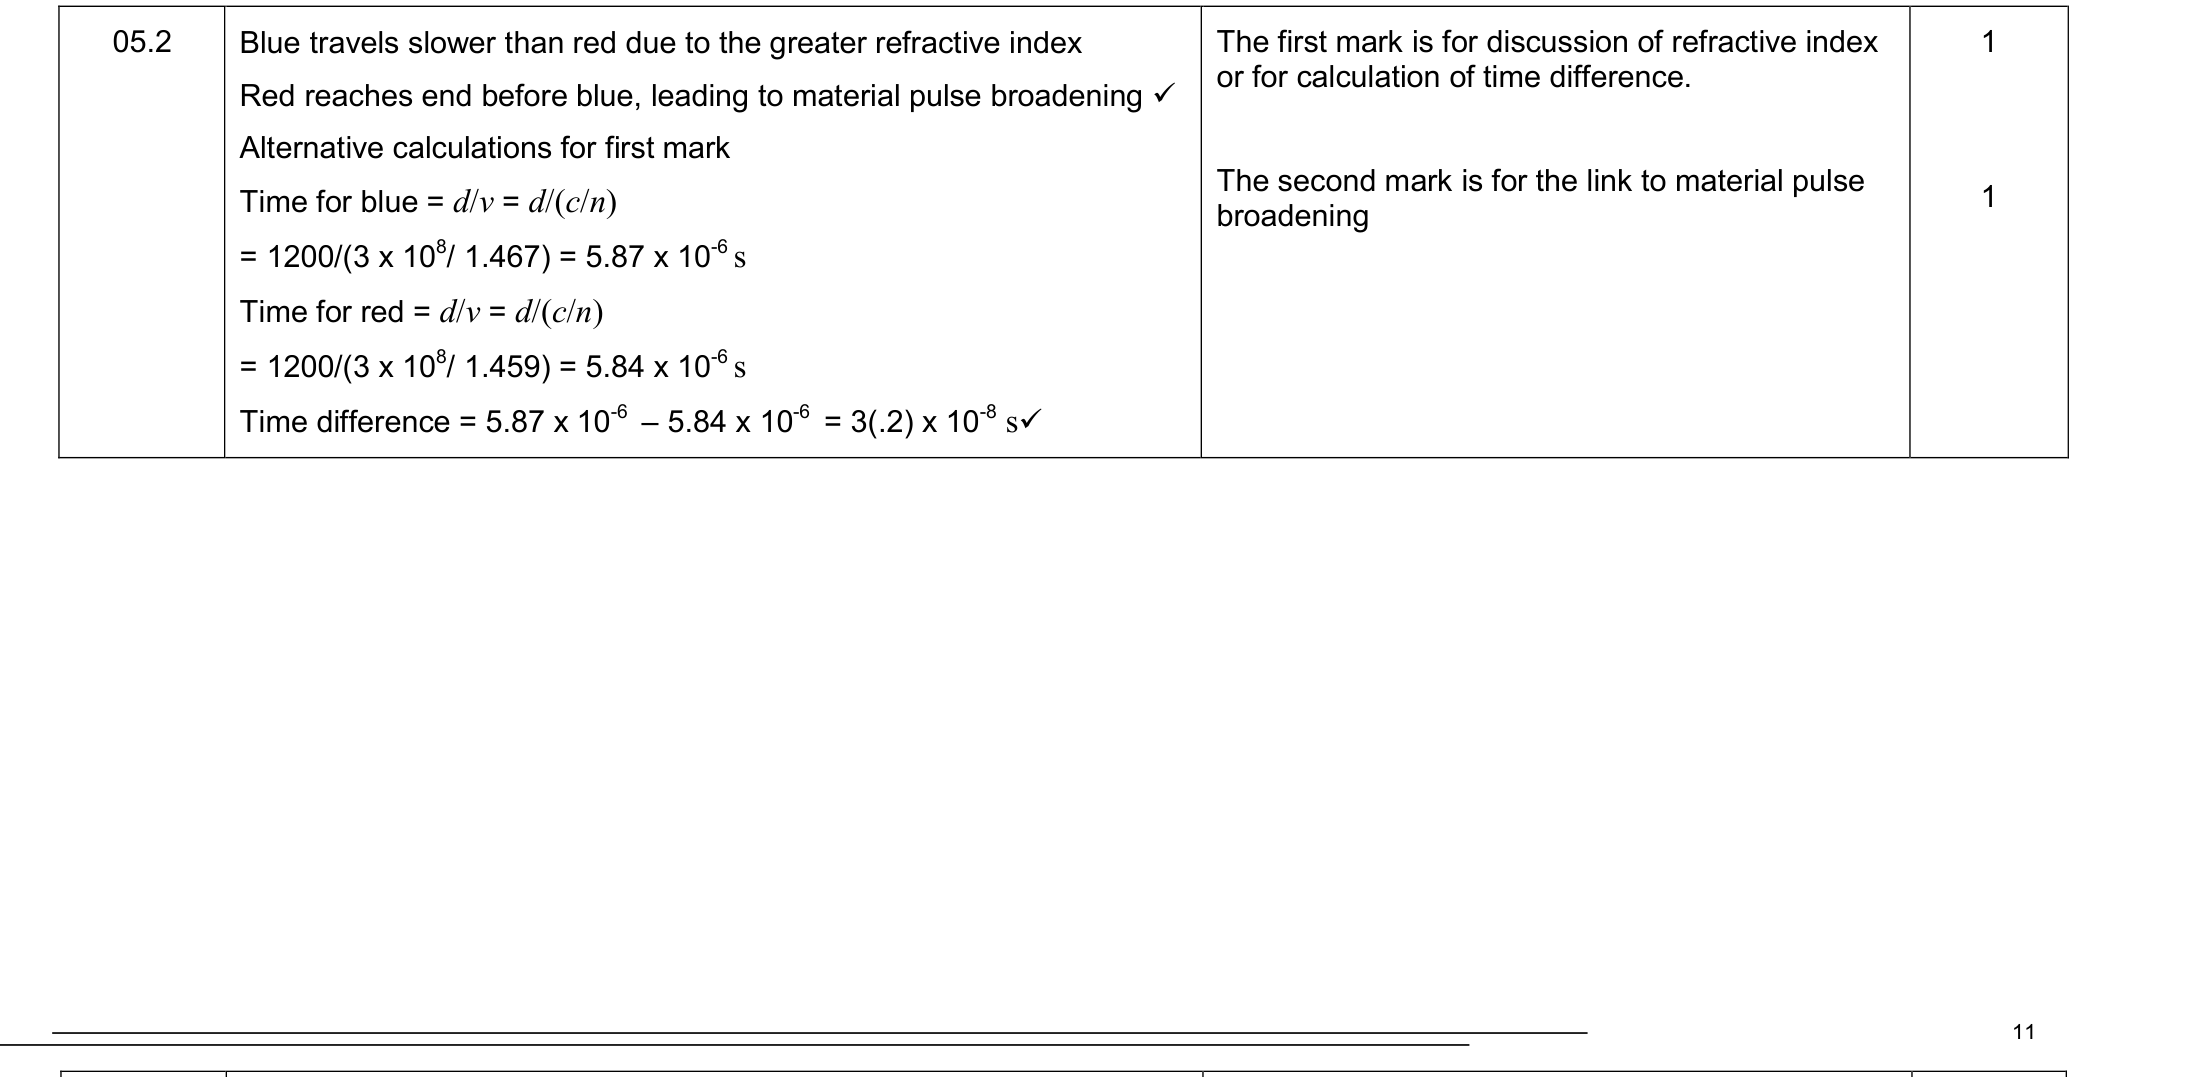 05.2
Blue travels slower than red due to the greater refractive index
Red reaches end before blue, leading to material pulse broadening ✓
Alternative calculations for first mark
Time for blue = d/v = d/(c/n)
= 1200/(3 x 10⁸/ 1.467) = 5.87 x 10⁻⁶ s
Time for red = d/v = d/(c/n)
= 1200/(3 x 10⁸/ 1.459) = 5.84 x 10⁻⁶ s
Time difference = 5.87 x 10⁻⁶ – 5.84 x 10⁻⁶ = 3(.2) x 10⁻⁸ s✓
The first mark is for discussion of refractive index
or for calculation of time difference.
The second mark is for the link to material pulse
broadening
1
1
11